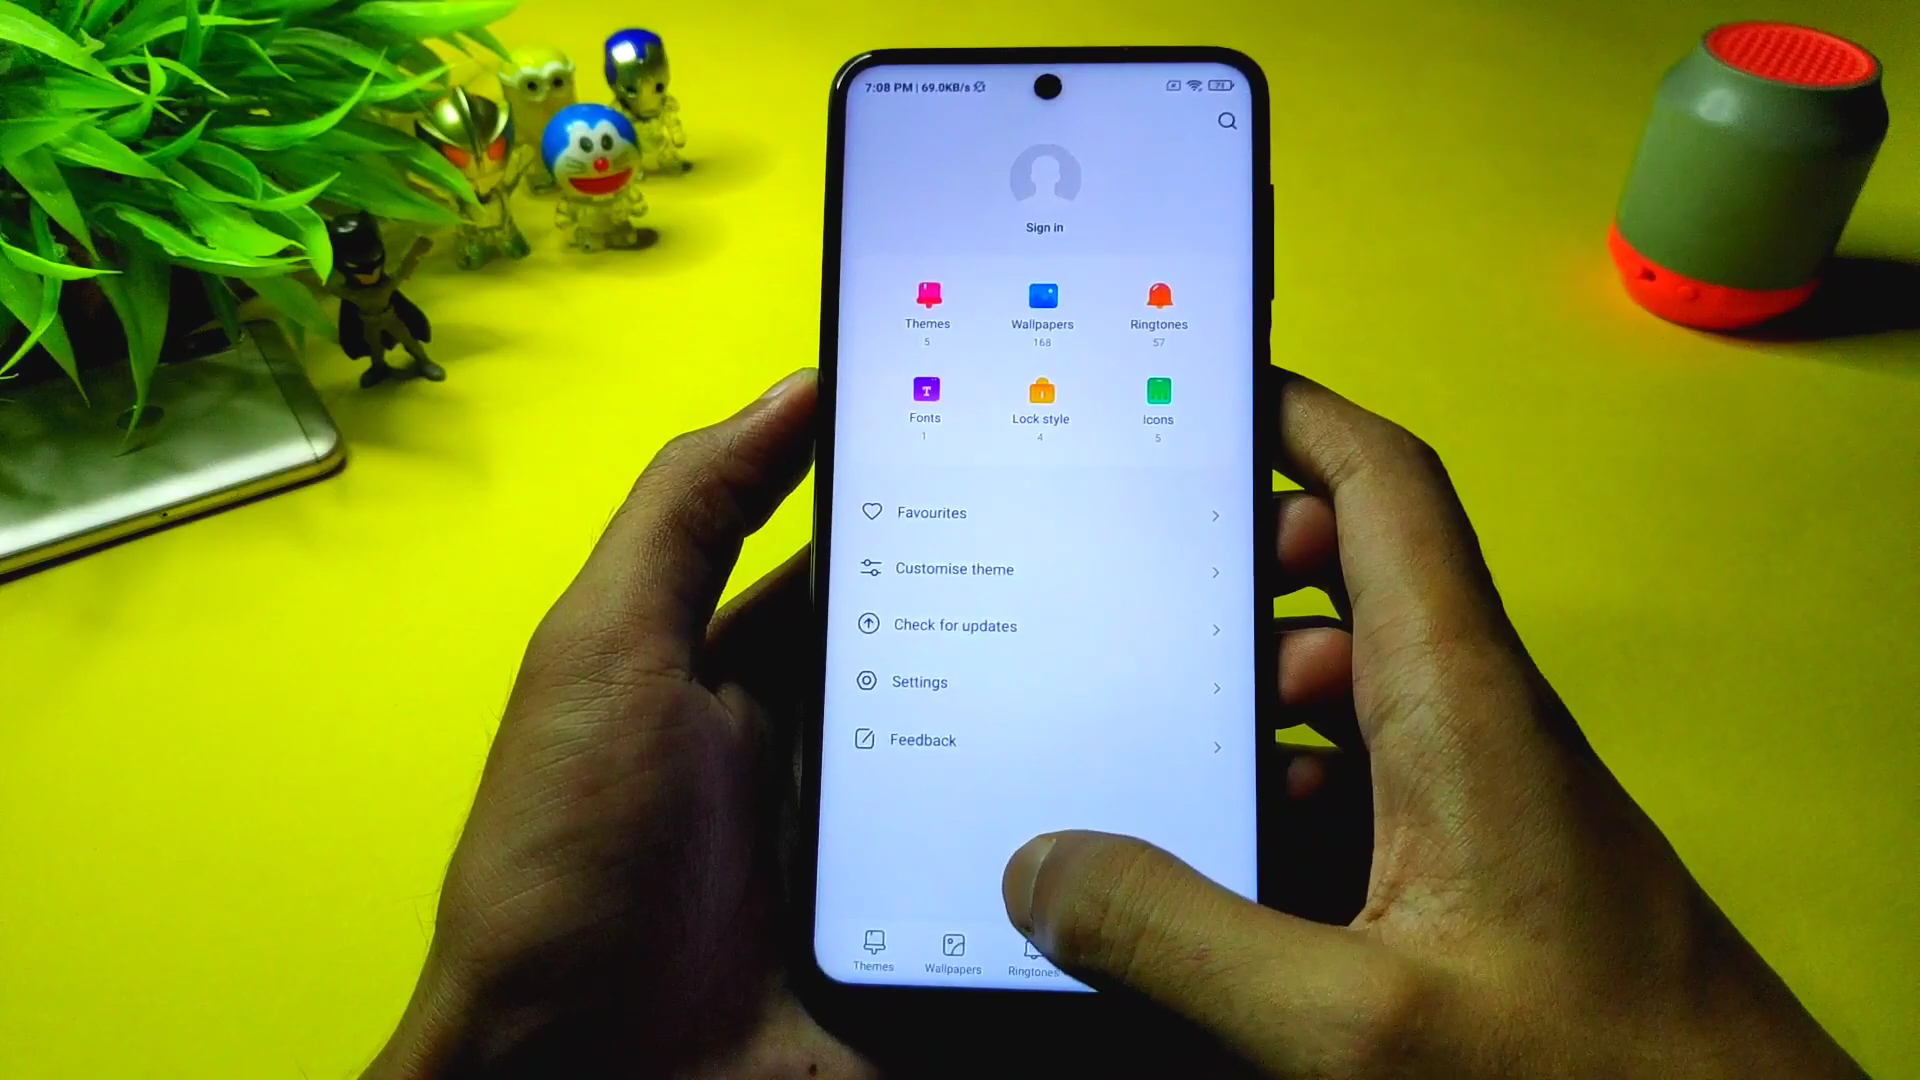 7:08 PM | 69.0KB/s
71
Sign in
Themes Wallpapers Ringtones
5 168 57
Fonts Lock style Icons
1 4 5
Favourites
Customise theme
Check for updates
Settings
Feedback
Themes Wallpapers Ringtones